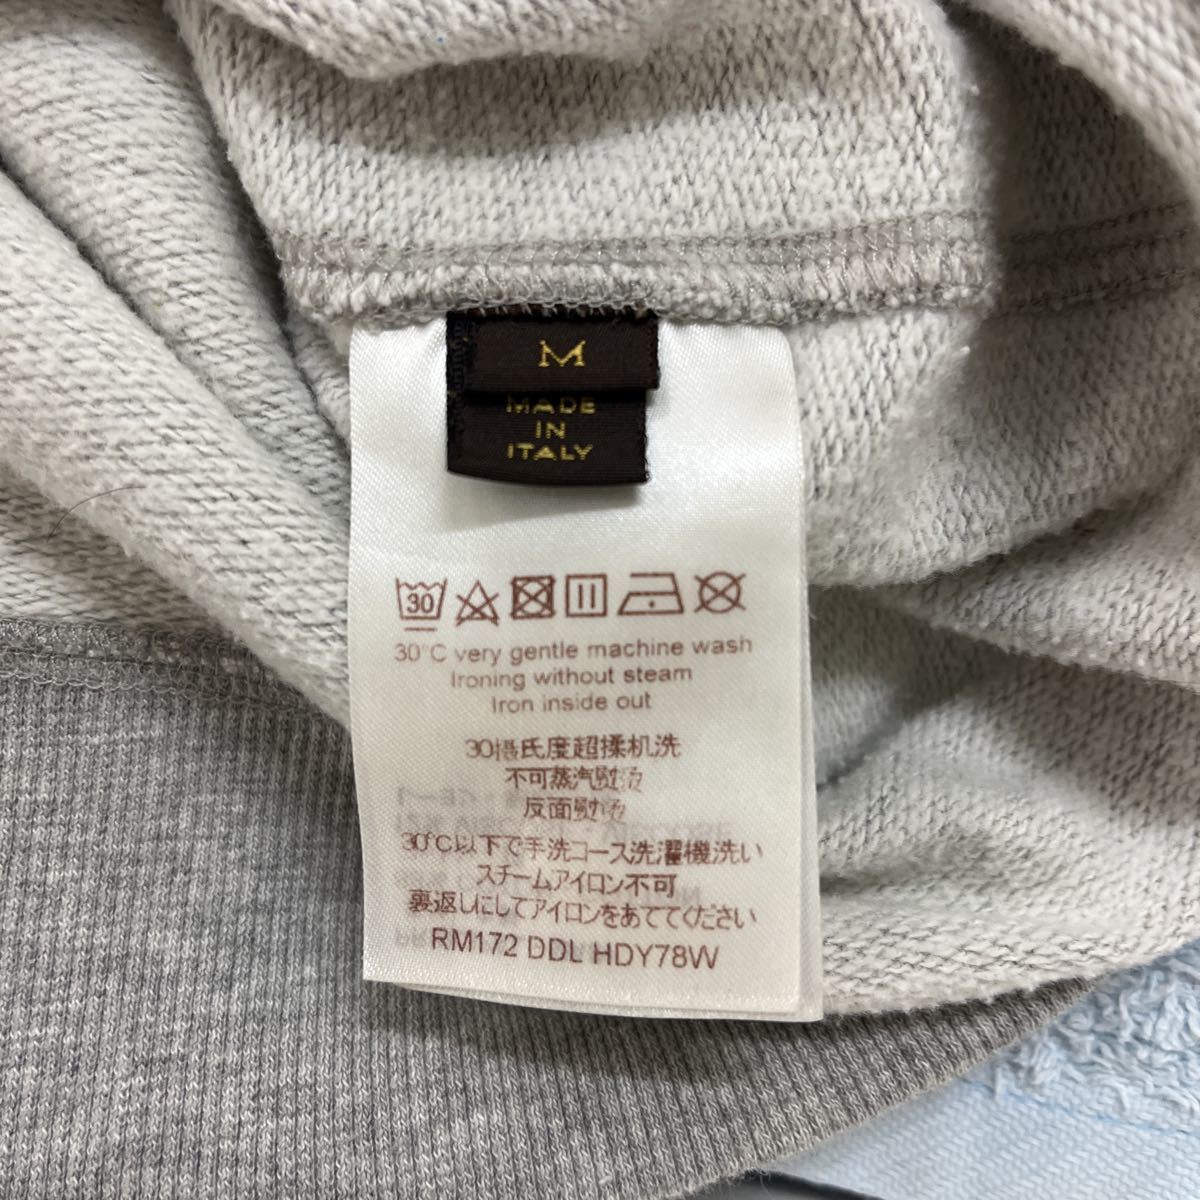 M
MADE
IN
ITALY
30
30°C very gentle machine wash
Ironing without steam
Iron inside out
30摄氏度超揉机洗
不可蒸汽熨烫
反面熨烫
30℃以下で手洗コース洗濯機洗い
スチームアイロン不可
裏返しにしてアイロンをあててください
RM172 DDL HDY78W